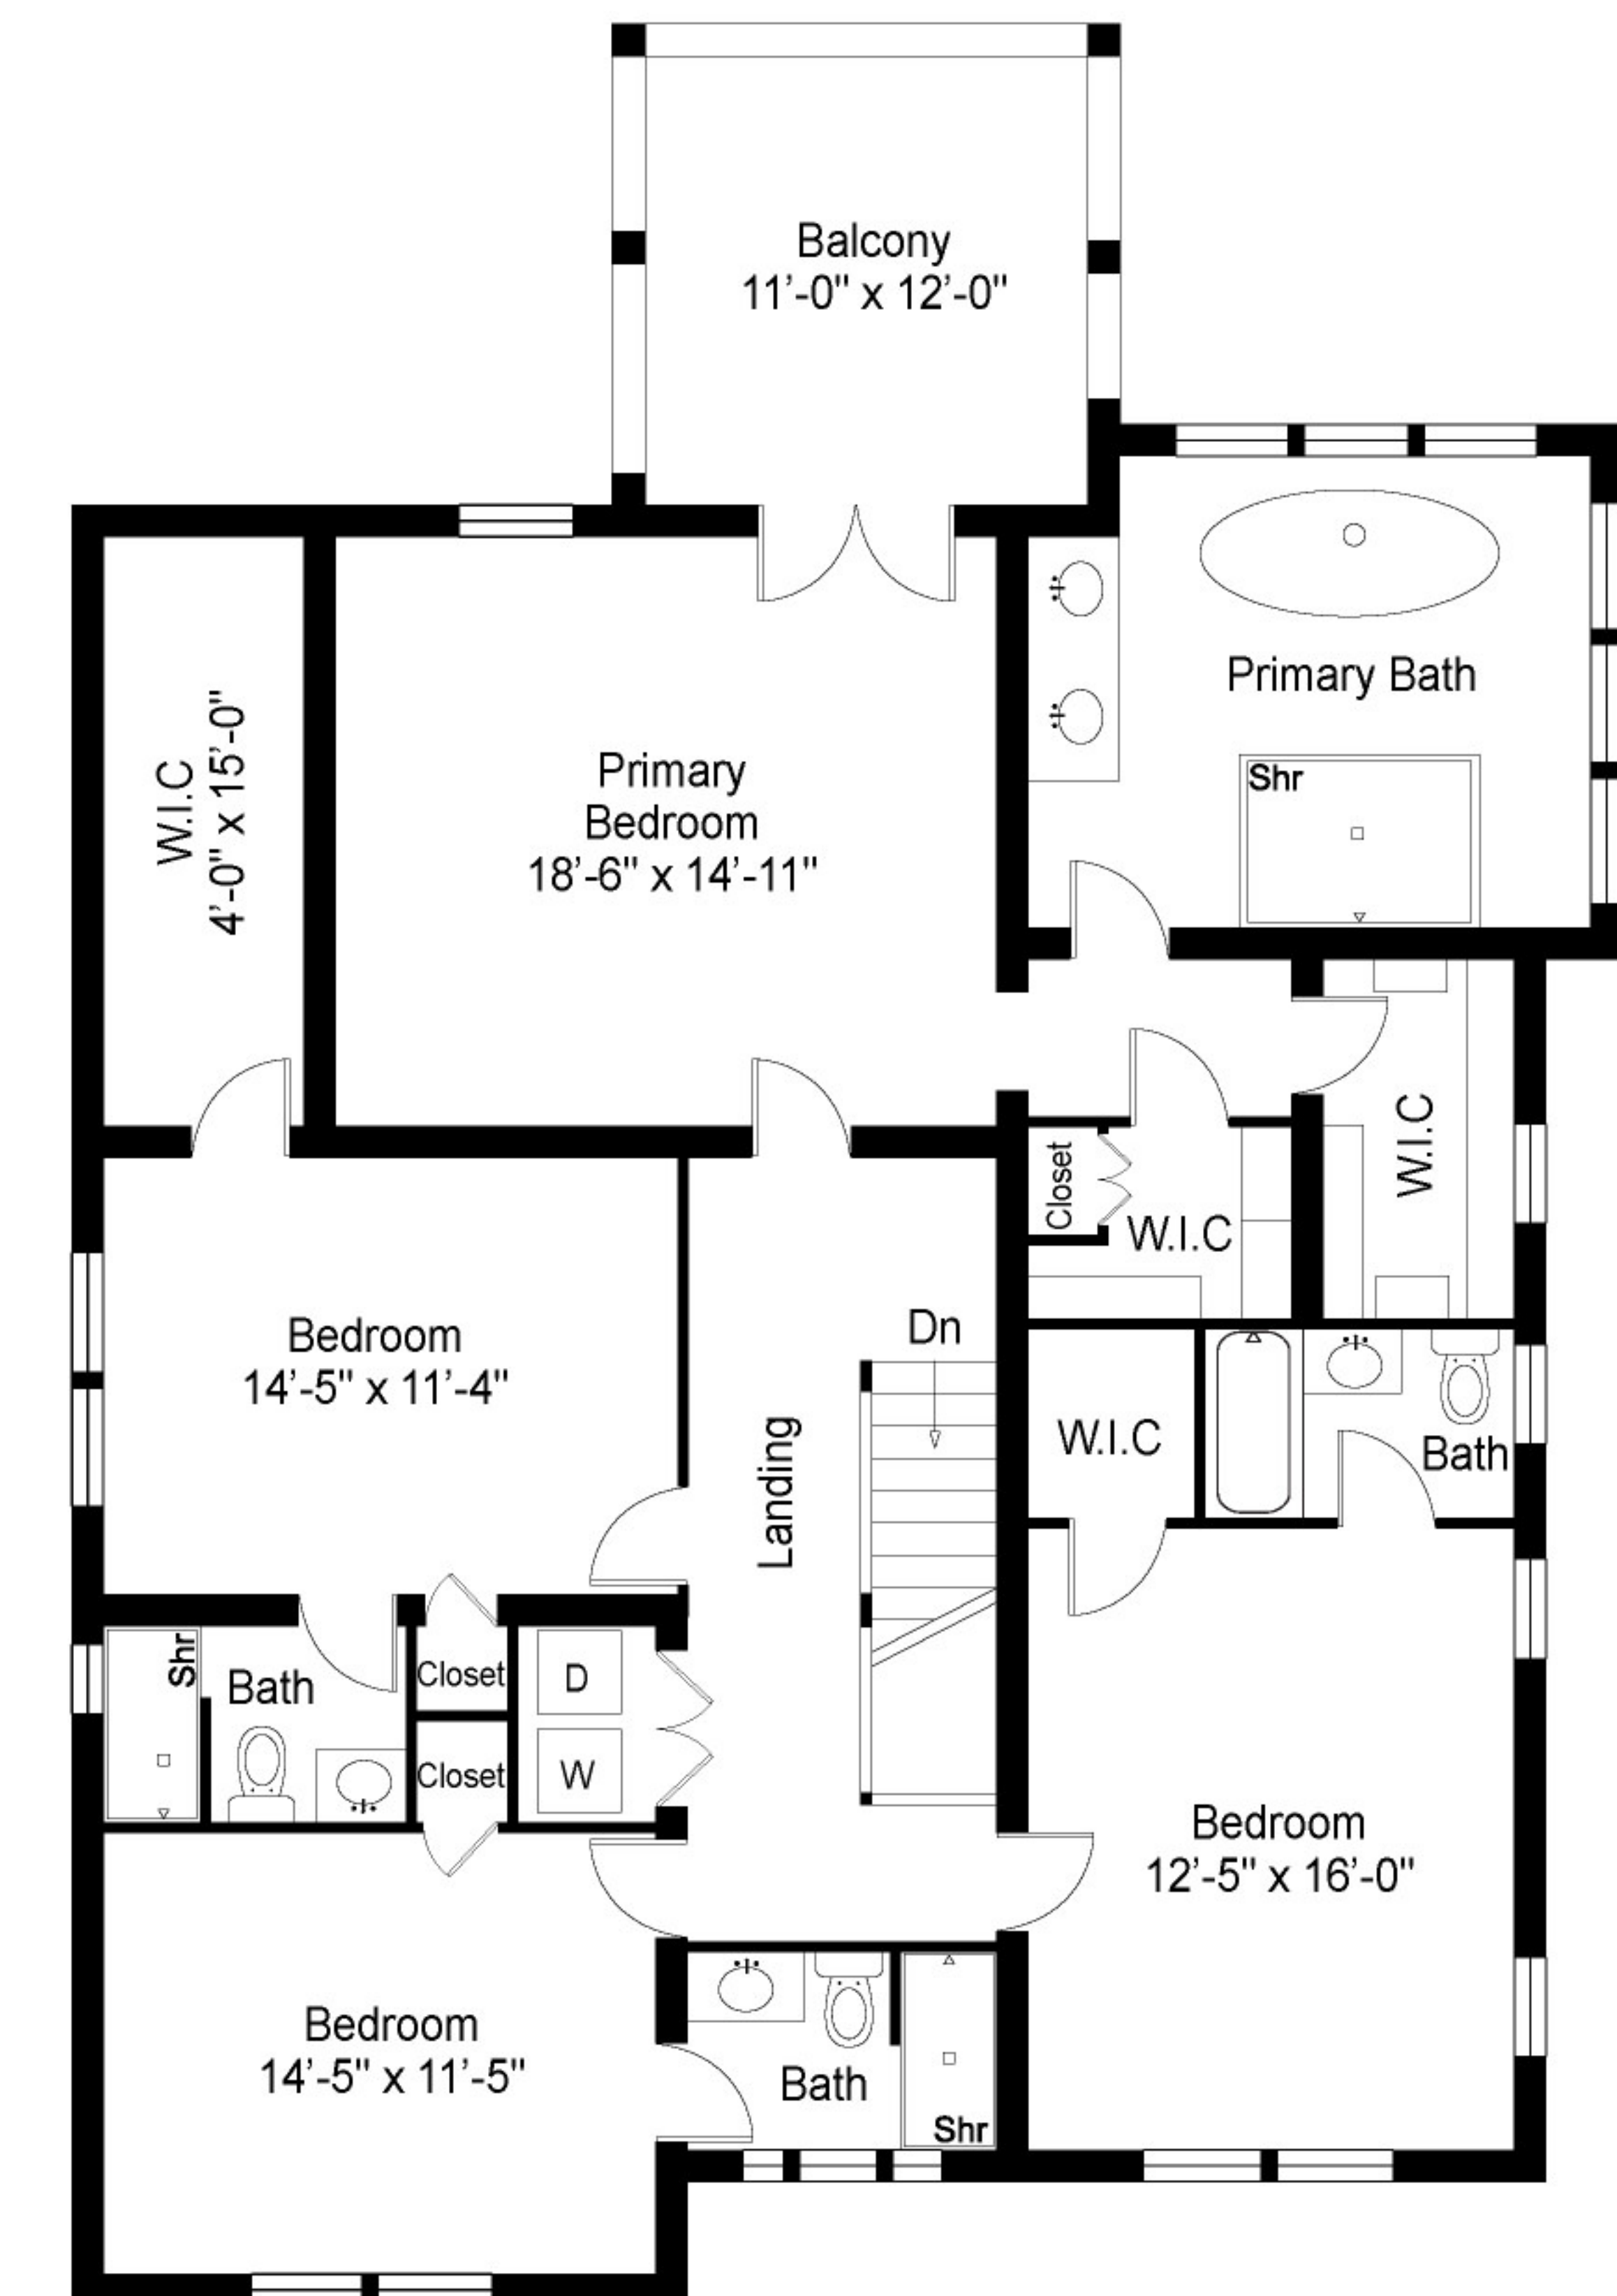 Balcony
11'-0" x 12'-0"
Primary Bath
Shr
Primary
Bedroom
18'-6" x 14'-11"
W.I.C
4'-0" x 15'-0"
W.I.C
Closet
W.I.C
Dn
Bedroom
14'-5" x 11'-4"
Landing
W.I.C
Bath
Shr
Bath
Closet
D
Closet
W
Bedroom
12'-5" x 16'-0"
Bedroom
14'-5" x 11'-5"
Bath
Shr